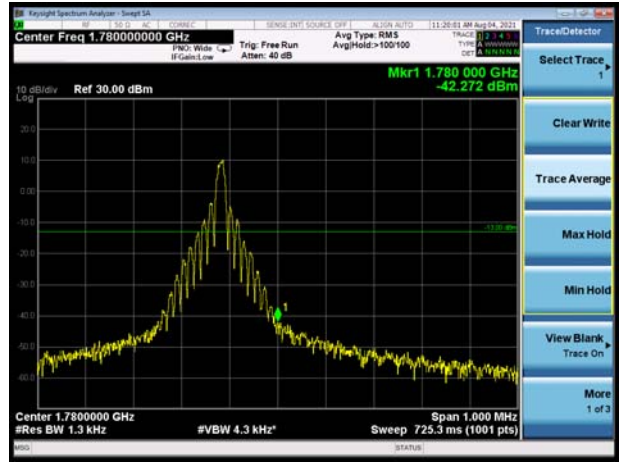 Keysight Spectrum Analyzer - Swept SA
RF 50 Ω AC CORREC SENSE:INT SOURCE OFF ALIGN AUTO 11:20:01 AM Aug 04, 2021
Center Freq 1.780000000 GHz
PNO: Wide
IFGain:Low
Trig: Free Run
Atten: 40 dB
Avg Type: RMS
Avg|Hold:>100/100
TRACE 1 2 3 4 5 6
TYPE A WWWWW
DET A N N N N N
Mkr1 1.780 000 GHz
-42.272 dBm
10 dB/div Ref 30.00 dBm
Log
20.0
10.0
0.00
-10.0
-13.00 dBm
-20.0
-30.0
-40.0
1
-50.0
-60.0
Center 1.7800000 GHz Span 1.000 MHz
#Res BW 1.3 kHz #VBW 4.3 kHz* Sweep 725.3 ms (1001 pts)
MSG STATUS
Trace/Detector
Select Trace
1
Clear Write
Trace Average
Max Hold
Min Hold
View Blank
Trace On
More
1 of 3